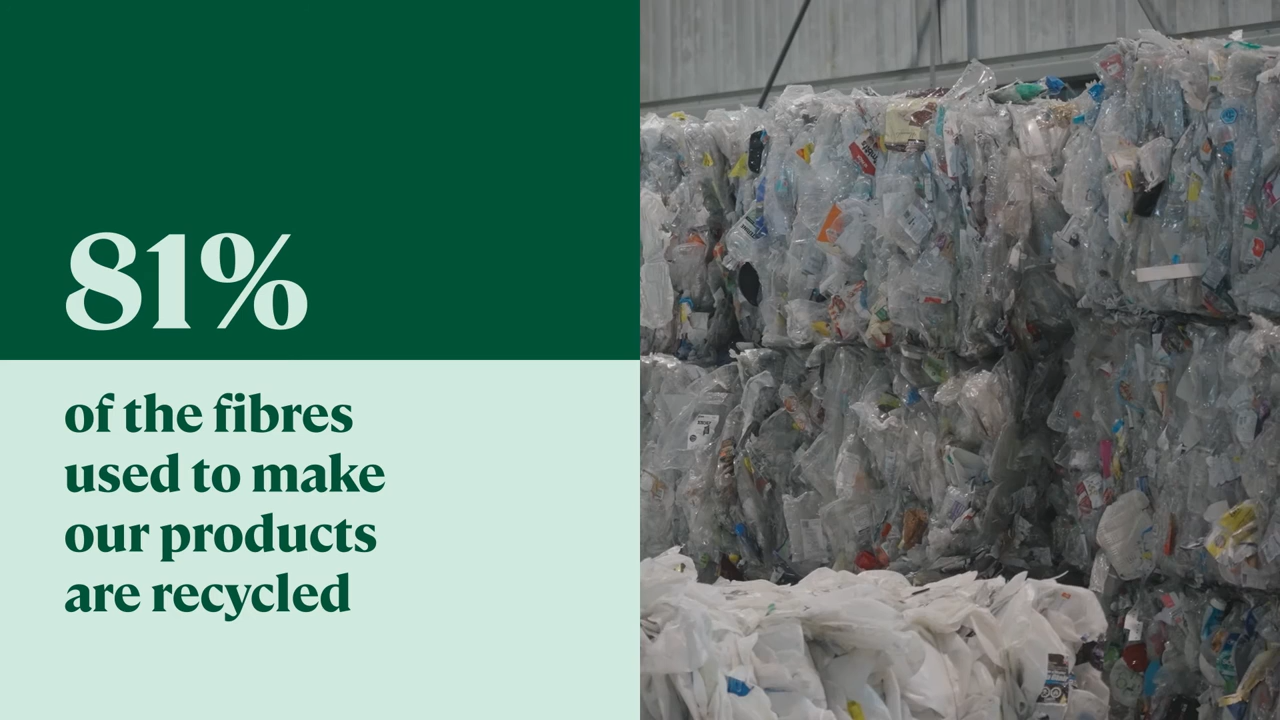 81%
of the fibres
used to make
our products
are recycled